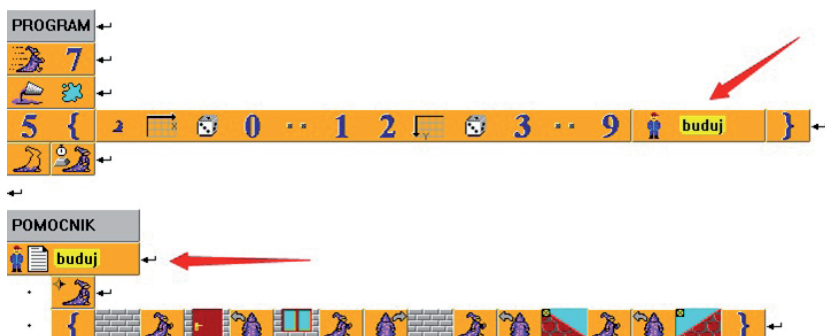 PROGRAM
7
5 { 2 0 .. 1 2 3 .. 9 buduj }
POMOCNIK
buduj
{ }